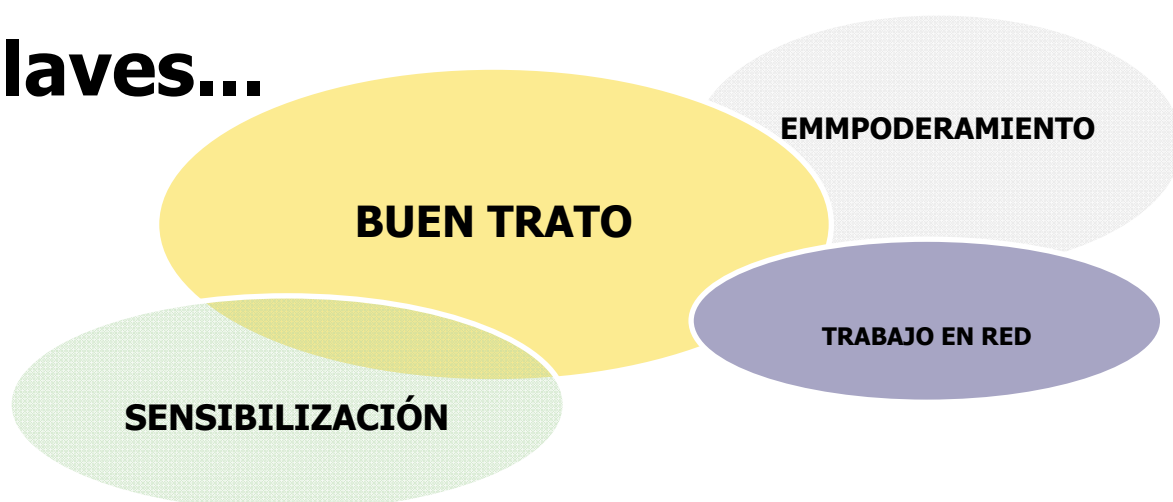 laves...
EMMPODERAMIENTO
BUEN TRATO
TRABAJO EN RED
SENSIBILIZACIÓN